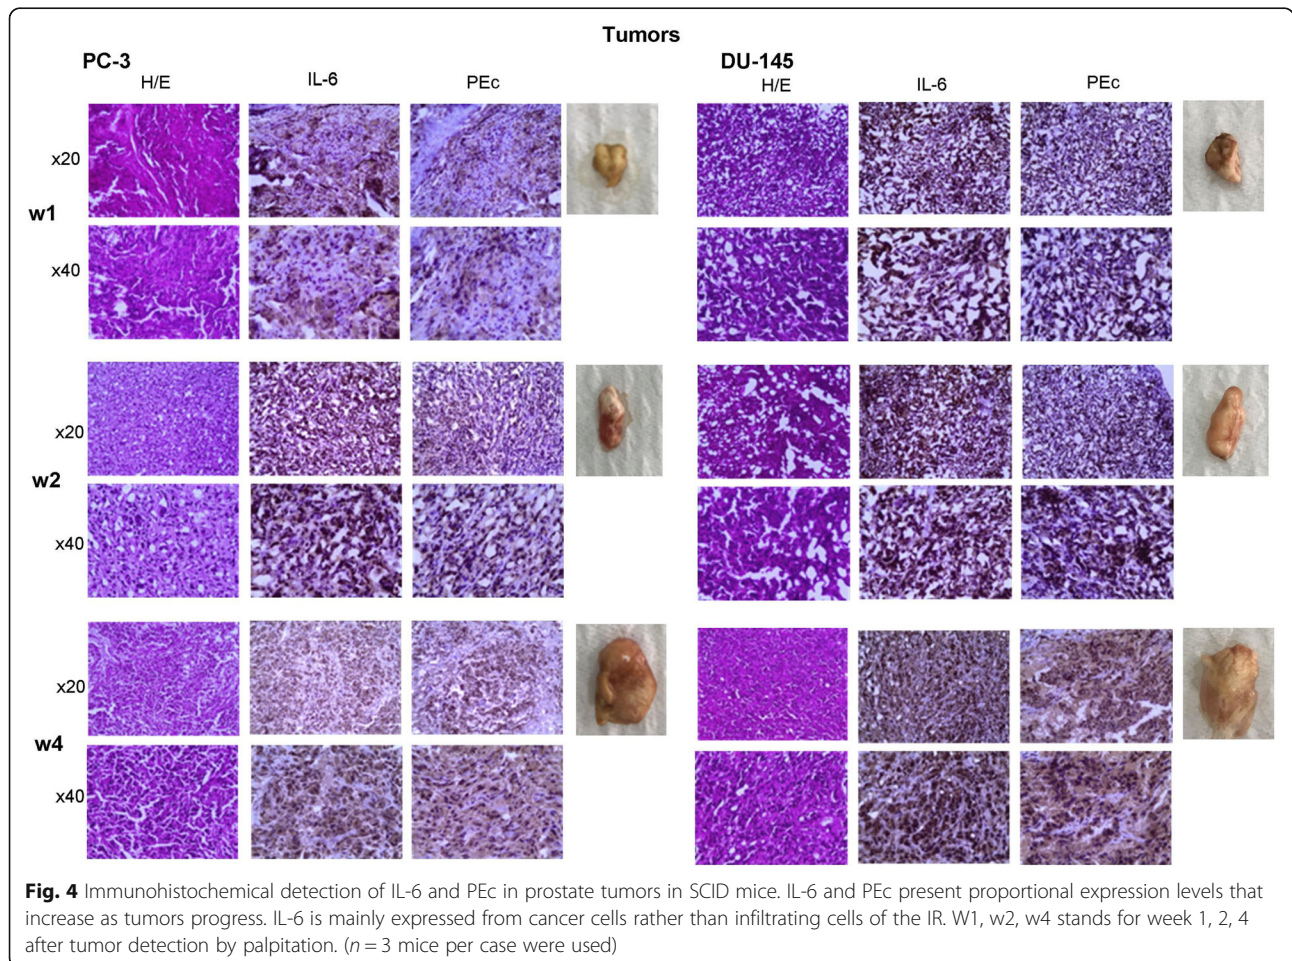 Tumors
PC-3
DU-145
H/E IL-6 PEc
H/E IL-6 PEc
x20
w1
x40
x20
w2
x40
x20
w4
x40
Fig. 4 Immunohistochemical detection of IL-6 and PEc in prostate tumors in SCID mice. IL-6 and PEc present proportional expression levels that
increase as tumors progress. IL-6 is mainly expressed from cancer cells rather than infiltrating cells of the IR. W1, w2, w4 stands for week 1, 2, 4
after tumor detection by palpitation. (n = 3 mice per case were used)